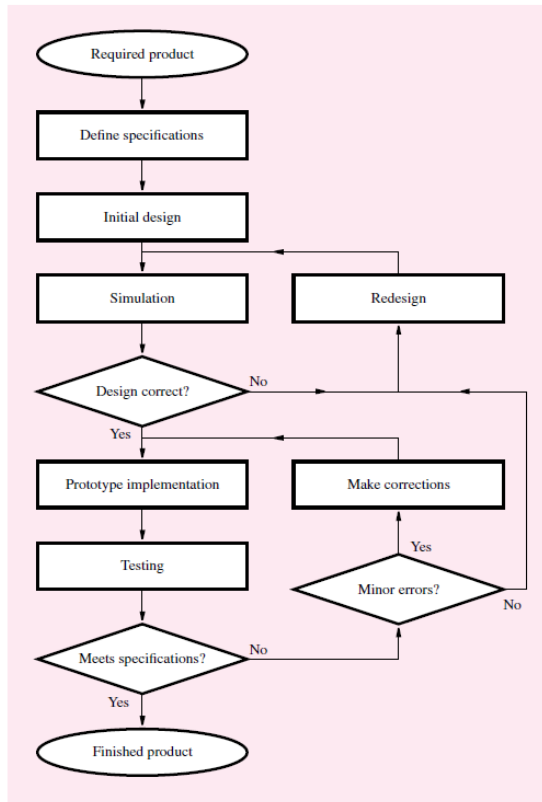 Required product
Define specifications
Initial design
Simulation
Redesign
Design correct?
No
Yes
Prototype implementation
Make corrections
Testing
Yes
Minor errors?
No
Meets specifications?
No
Yes
Finished product